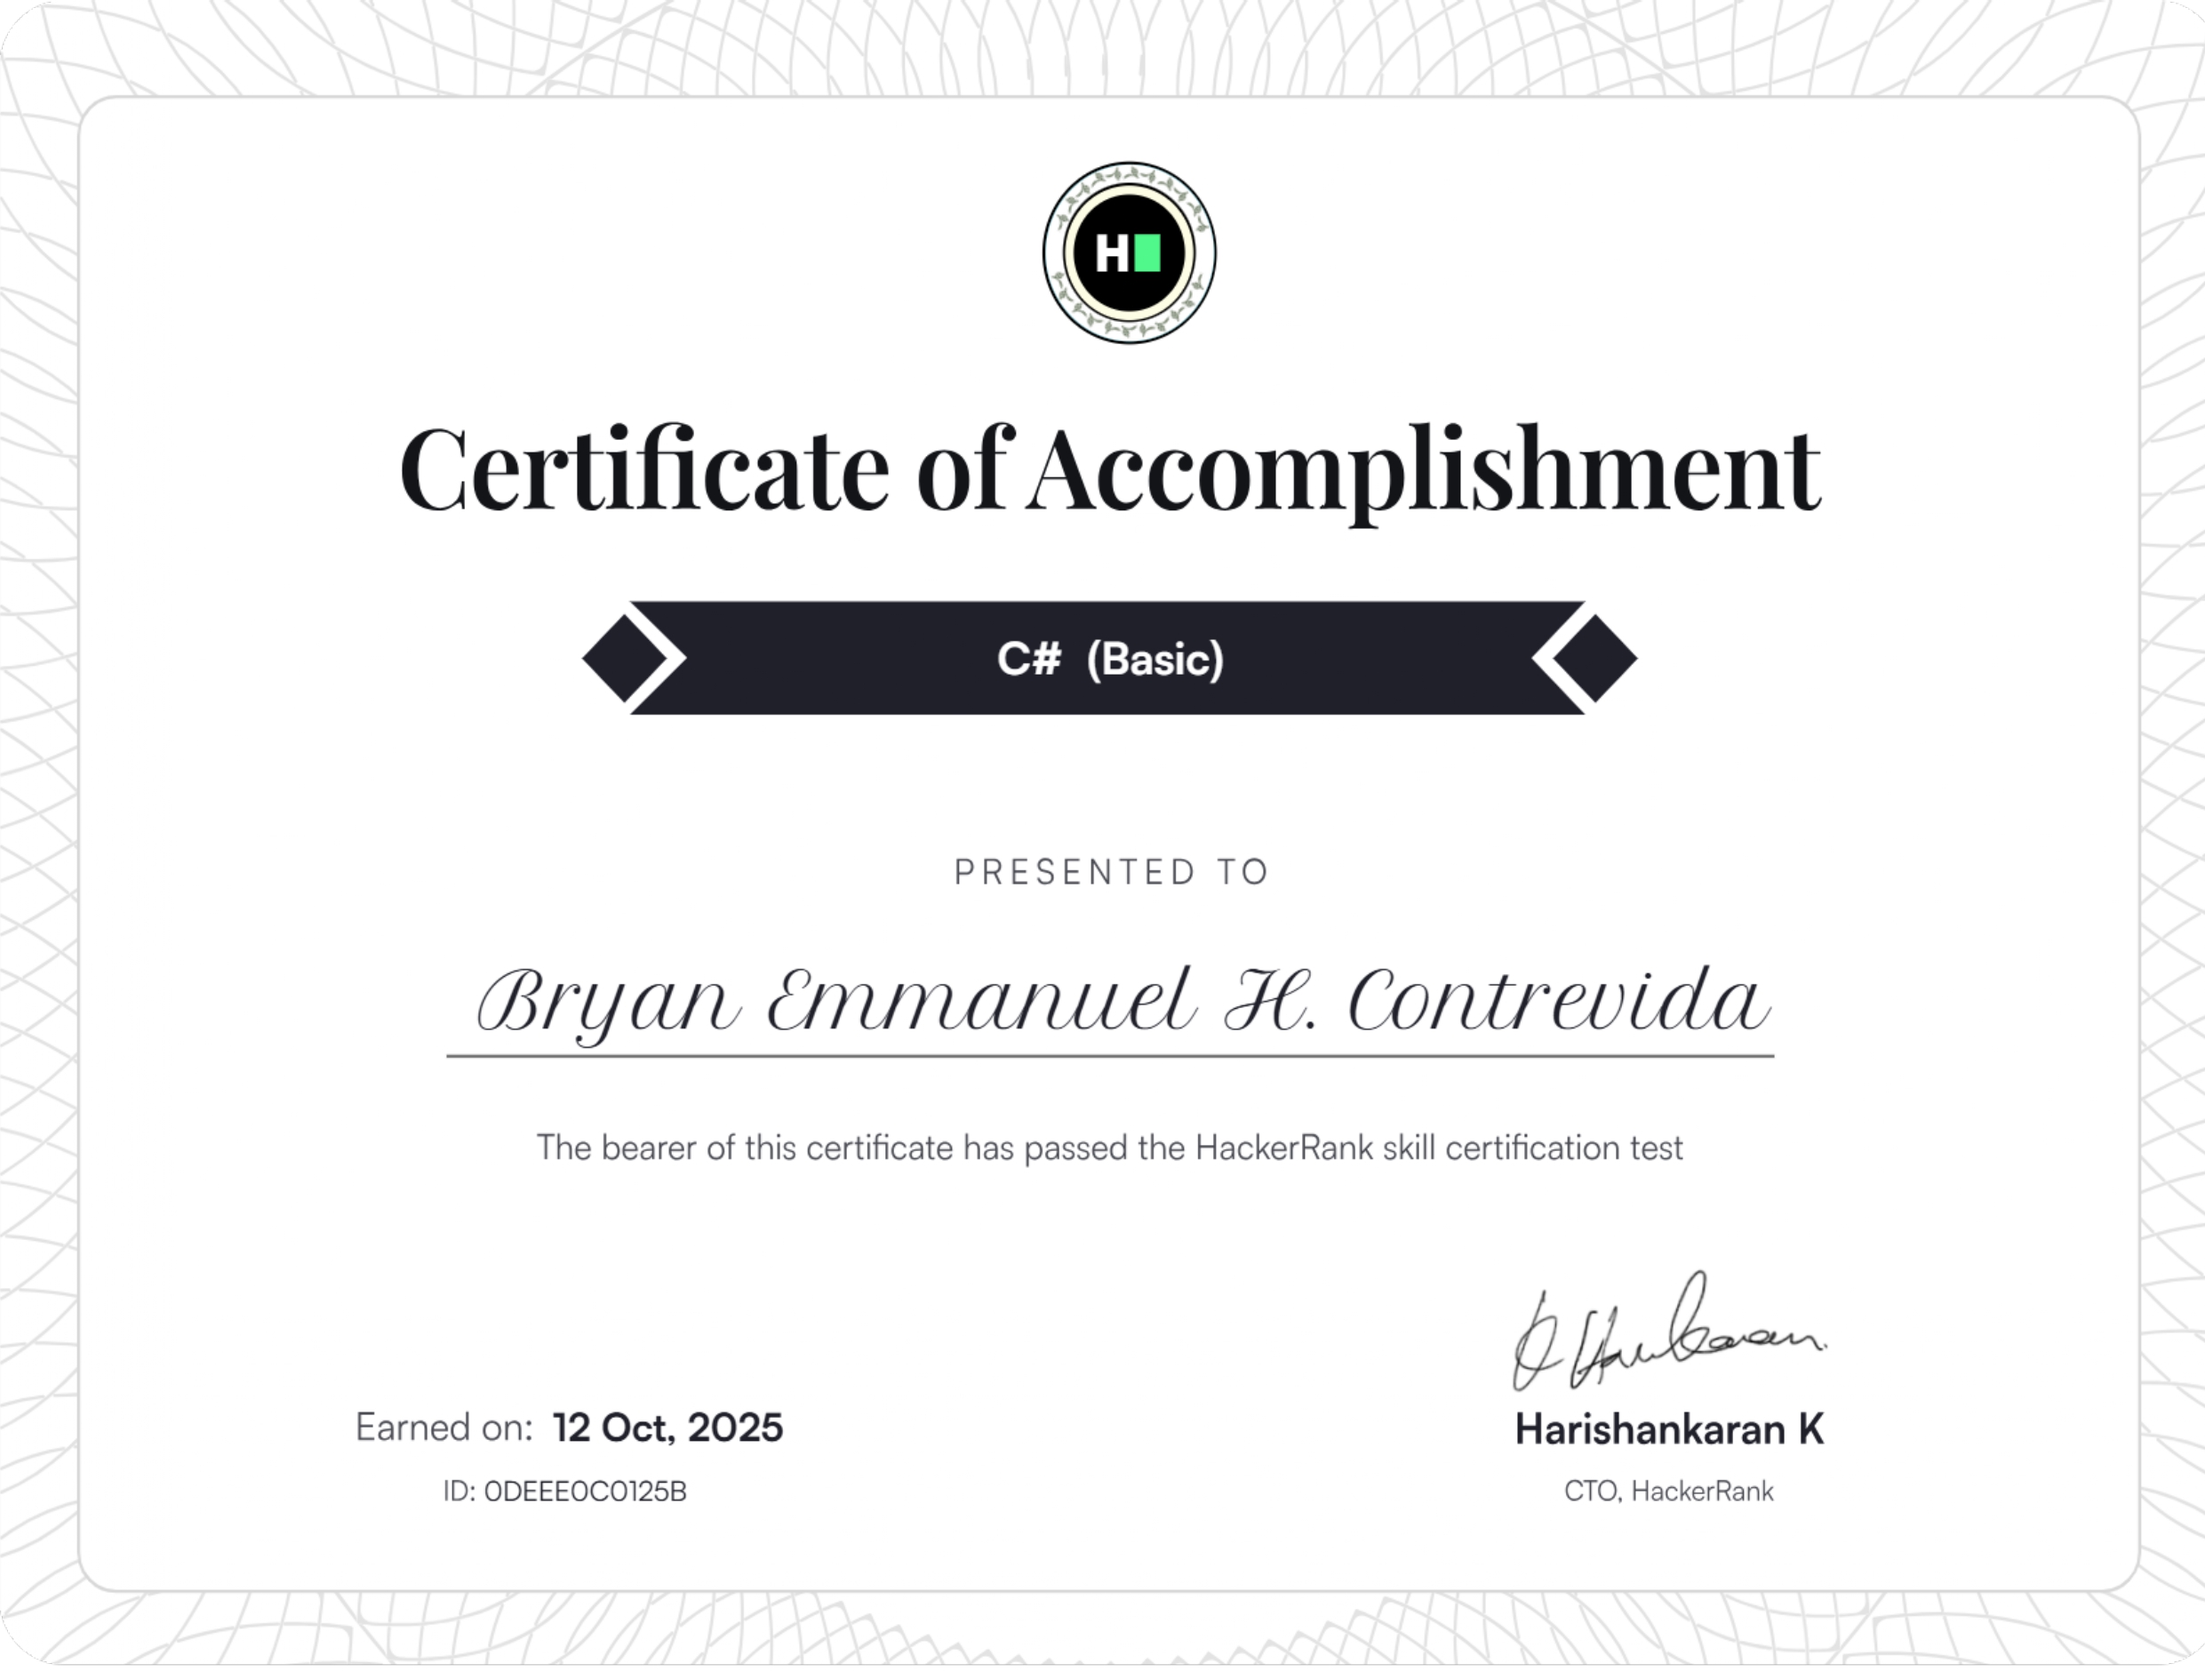 H
Certificate of Accomplishment
C# (Basic)
PRESENTED TO
Bryan Emmanuel H. Contrevida
The bearer of this certificate has passed the HackerRank skill certification test
Earned on: 12 Oct, 2025
ID: 0DEEE0C0125B
Harishankaran K
CTO, HackerRank